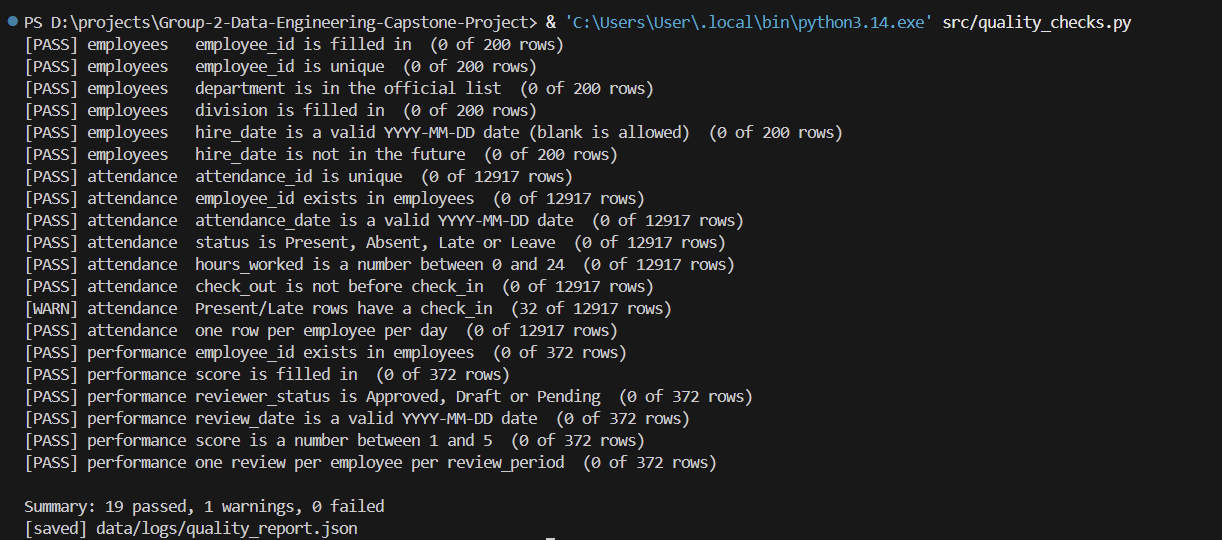 PS D:\projects\Group-2-Data-Engineering-Capstone-Project> & 'C:\Users\User\.local\bin\python3.14.exe' src/quality_checks.py
[PASS] employees   employee_id is filled in  (0 of 200 rows)
[PASS] employees   employee_id is unique  (0 of 200 rows)
[PASS] employees   department is in the official list  (0 of 200 rows)
[PASS] employees   division is filled in  (0 of 200 rows)
[PASS] employees   hire_date is a valid YYYY-MM-DD date (blank is allowed)  (0 of 200 rows)
[PASS] employees   hire_date is not in the future  (0 of 200 rows)
[PASS] attendance  attendance_id is unique  (0 of 12917 rows)
[PASS] attendance  employee_id exists in employees  (0 of 12917 rows)
[PASS] attendance  attendance_date is a valid YYYY-MM-DD date  (0 of 12917 rows)
[PASS] attendance  status is Present, Absent, Late or Leave  (0 of 12917 rows)
[PASS] attendance  hours_worked is a number between 0 and 24  (0 of 12917 rows)
[PASS] attendance  check_out is not before check_in  (0 of 12917 rows)
[WARN] attendance  Present/Late rows have a check_in  (32 of 12917 rows)
[PASS] attendance  one row per employee per day  (0 of 12917 rows)
[PASS] performance employee_id exists in employees  (0 of 372 rows)
[PASS] performance score is filled in  (0 of 372 rows)
[PASS] performance reviewer_status is Approved, Draft or Pending  (0 of 372 rows)
[PASS] performance review_date is a valid YYYY-MM-DD date  (0 of 372 rows)
[PASS] performance score is a number between 1 and 5  (0 of 372 rows)
[PASS] performance one review per employee per review_period  (0 of 372 rows)

Summary: 19 passed, 1 warnings, 0 failed
[saved] data/logs/quality_report.json